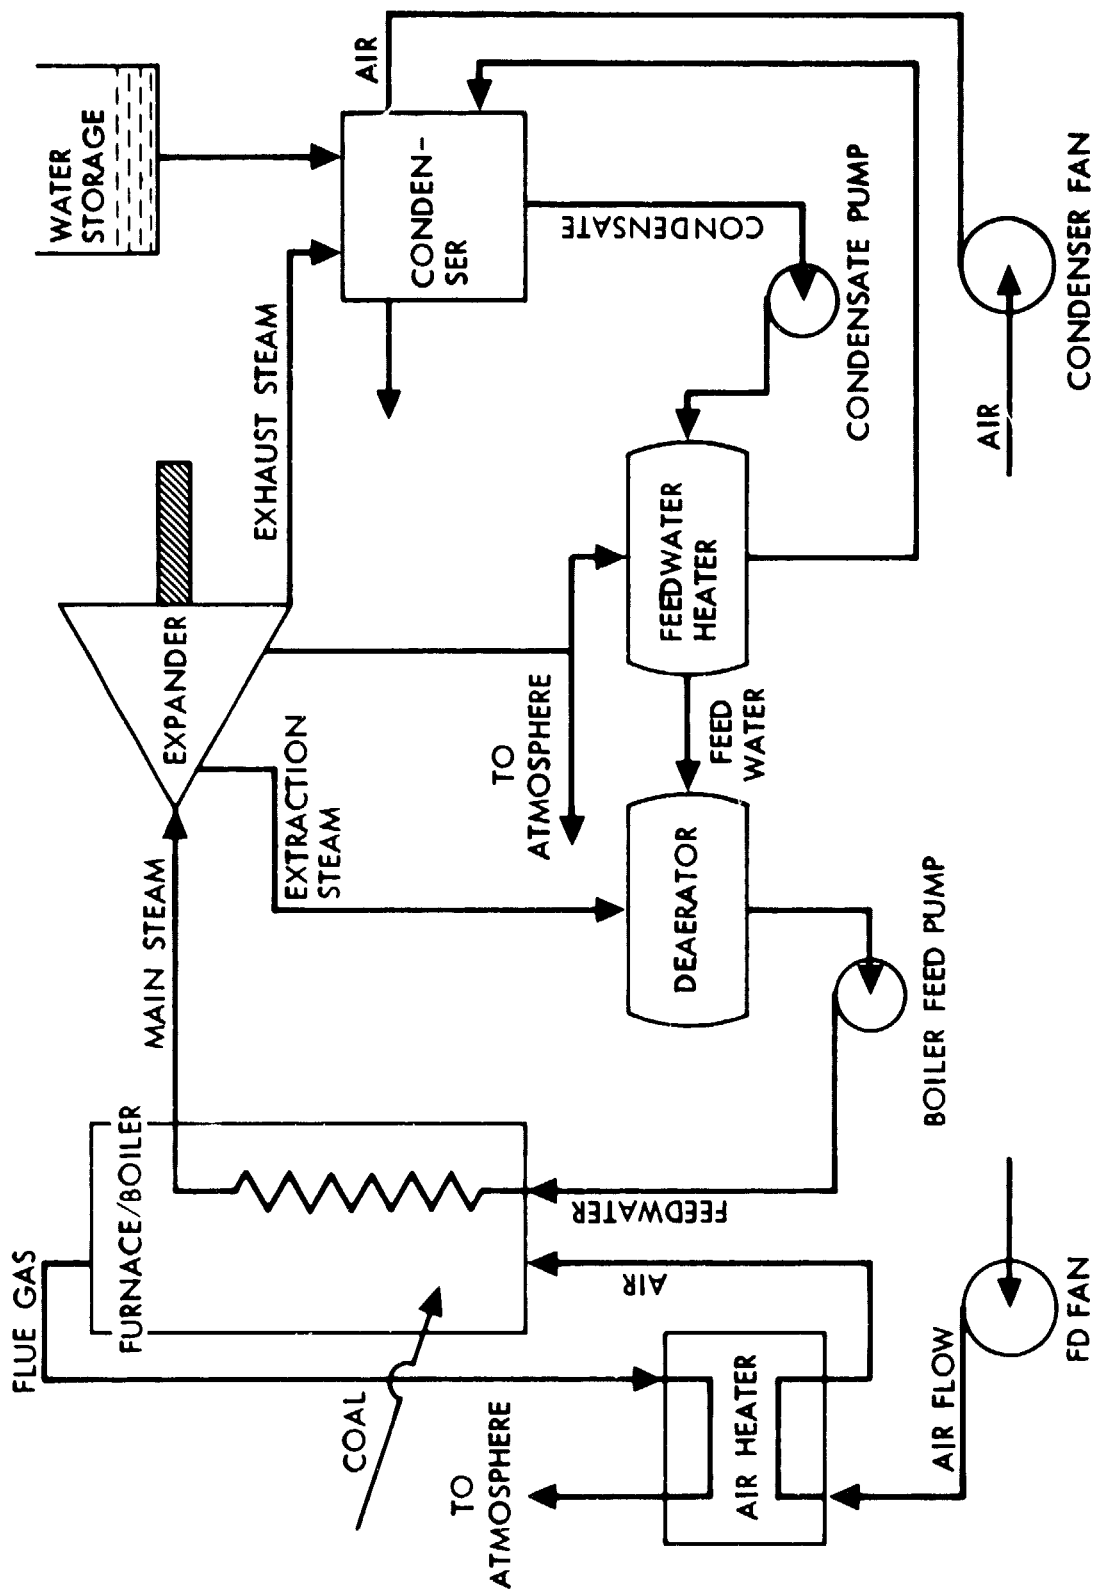 FLUE GAS
FURNACE/BOILER
MAIN STEAM
EXPANDER
EXHAUST STEAM
WATER
STORAGE
AIR
CONDEN-
SER
COAL
EXTRACTION
STEAM
TO
ATMOSPHERE
TO
ATMOSPHERE
AIR
FEEDWATER
CONDENSATE
AIR HEATER
DEAERATOR
FEED
WATER
FEEDWATER
HEATER
CONDENSATE PUMP
AIR FLOW
BOILER FEED PUMP
AIR
FD FAN
CONDENSER FAN